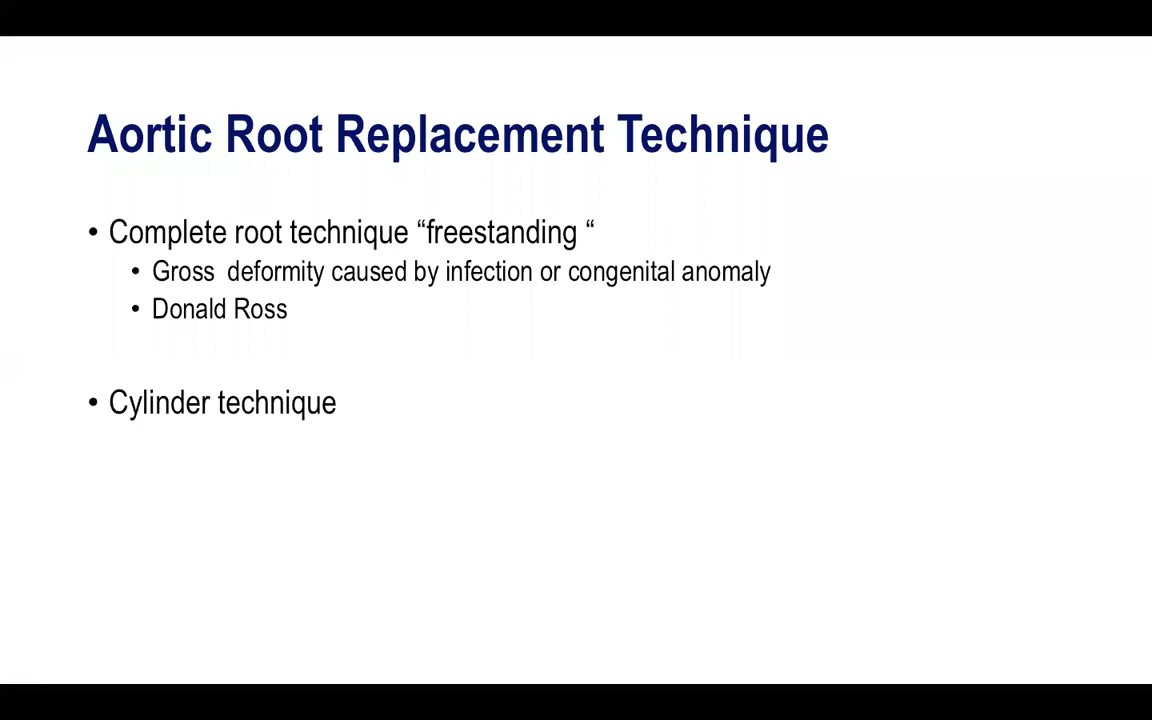 Aortic Root Replacement Technique
• Complete root technique “freestanding “
• Gross  deformity caused by infection or congenital anomaly
• Donald Ross
• Cylinder technique